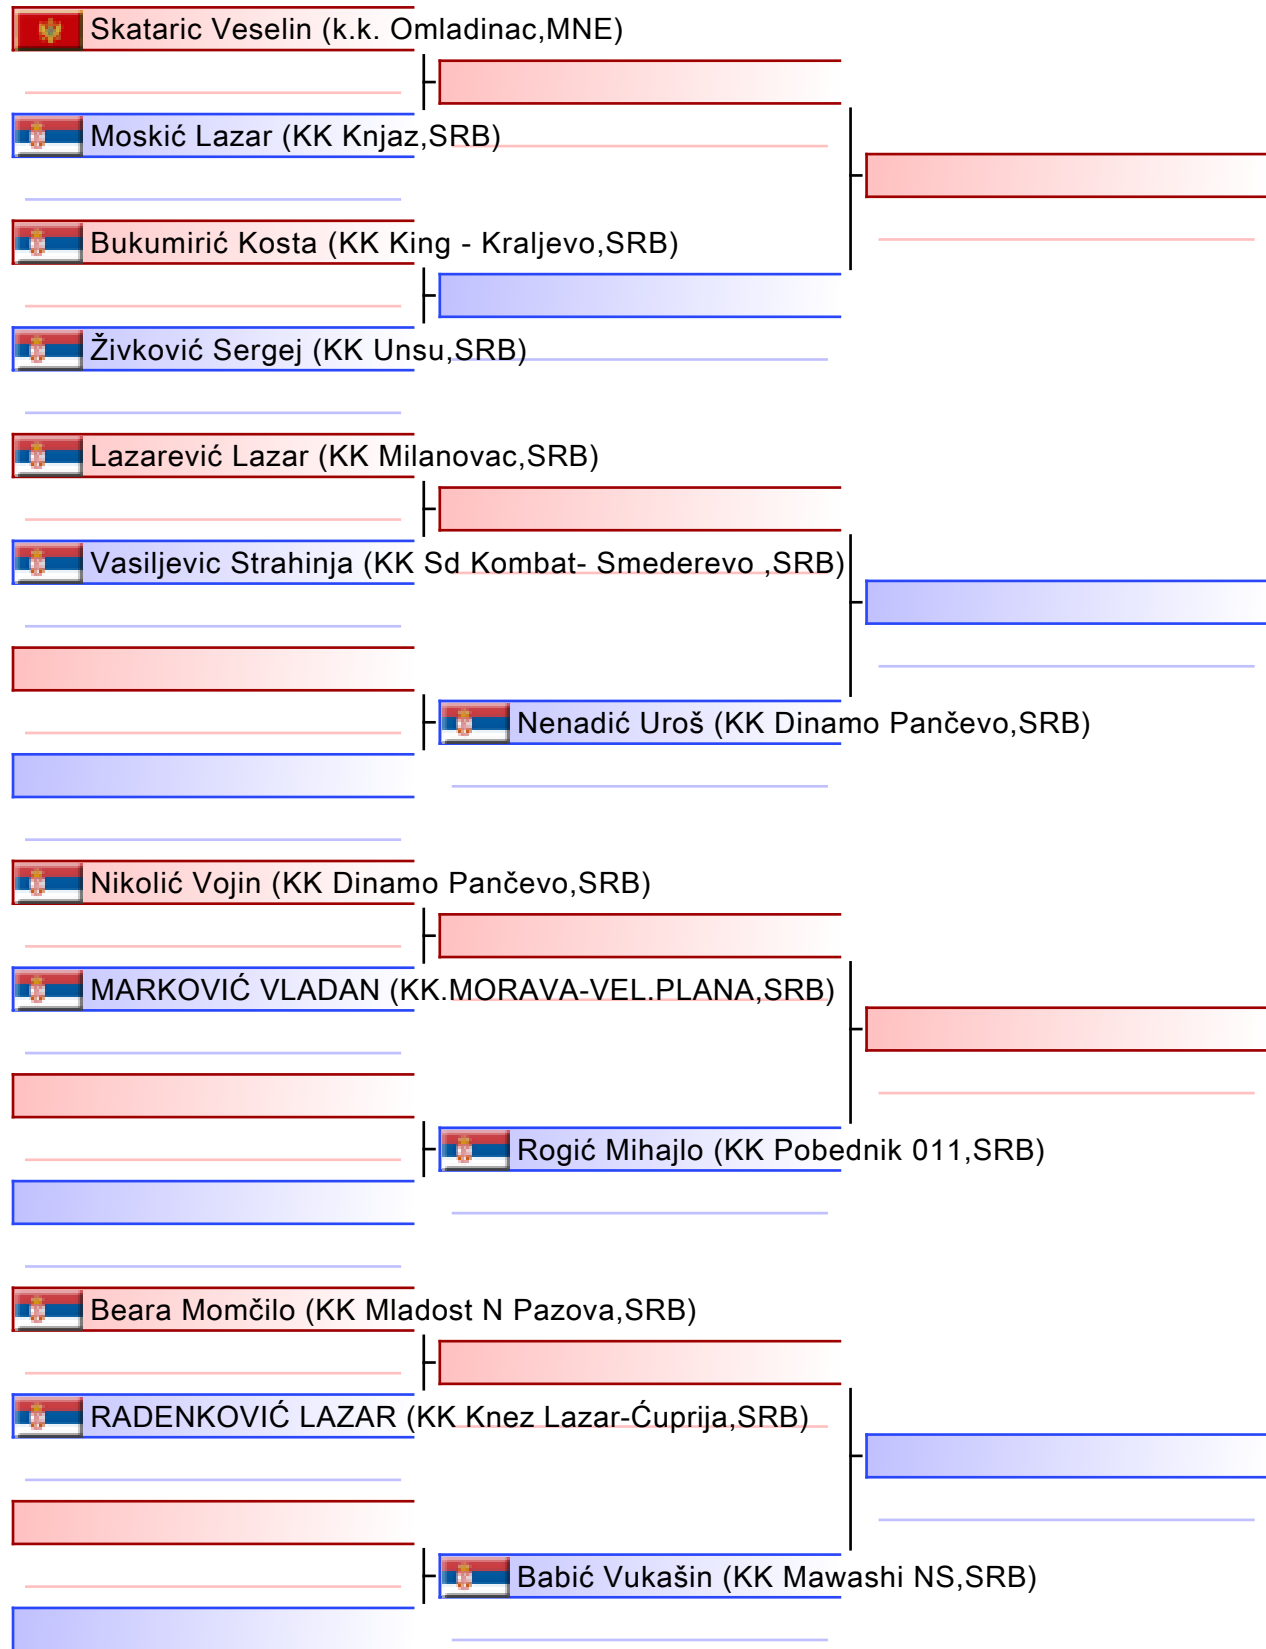 Skataric Veselin (k.k. Omladinac,MNE)
Moskić Lazar (KK Knjaz,SRB)
Bukumirić Kosta (KK King - Kraljevo,SRB)
Živković Sergej (KK Unsu,SRB)
Lazarević Lazar (KK Milanovac,SRB)
Vasiljevic Strahinja (KK Sd Kombat- Smederevo ,SRB)
Nenadić Uroš (KK Dinamo Pančevo,SRB)
Nikolić Vojin (KK Dinamo Pančevo,SRB)
MARKOVIĆ VLADAN (KK.MORAVA-VEL.PLANA,SRB)
Rogić Mihajlo (KK Pobednik 011,SRB)
Beara Momčilo (KK Mladost N Pazova,SRB)
RADENKOVIĆ LAZAR (KK Knez Lazar-Ćuprija,SRB)
Babić Vukašin (KK Mawashi NS,SRB)